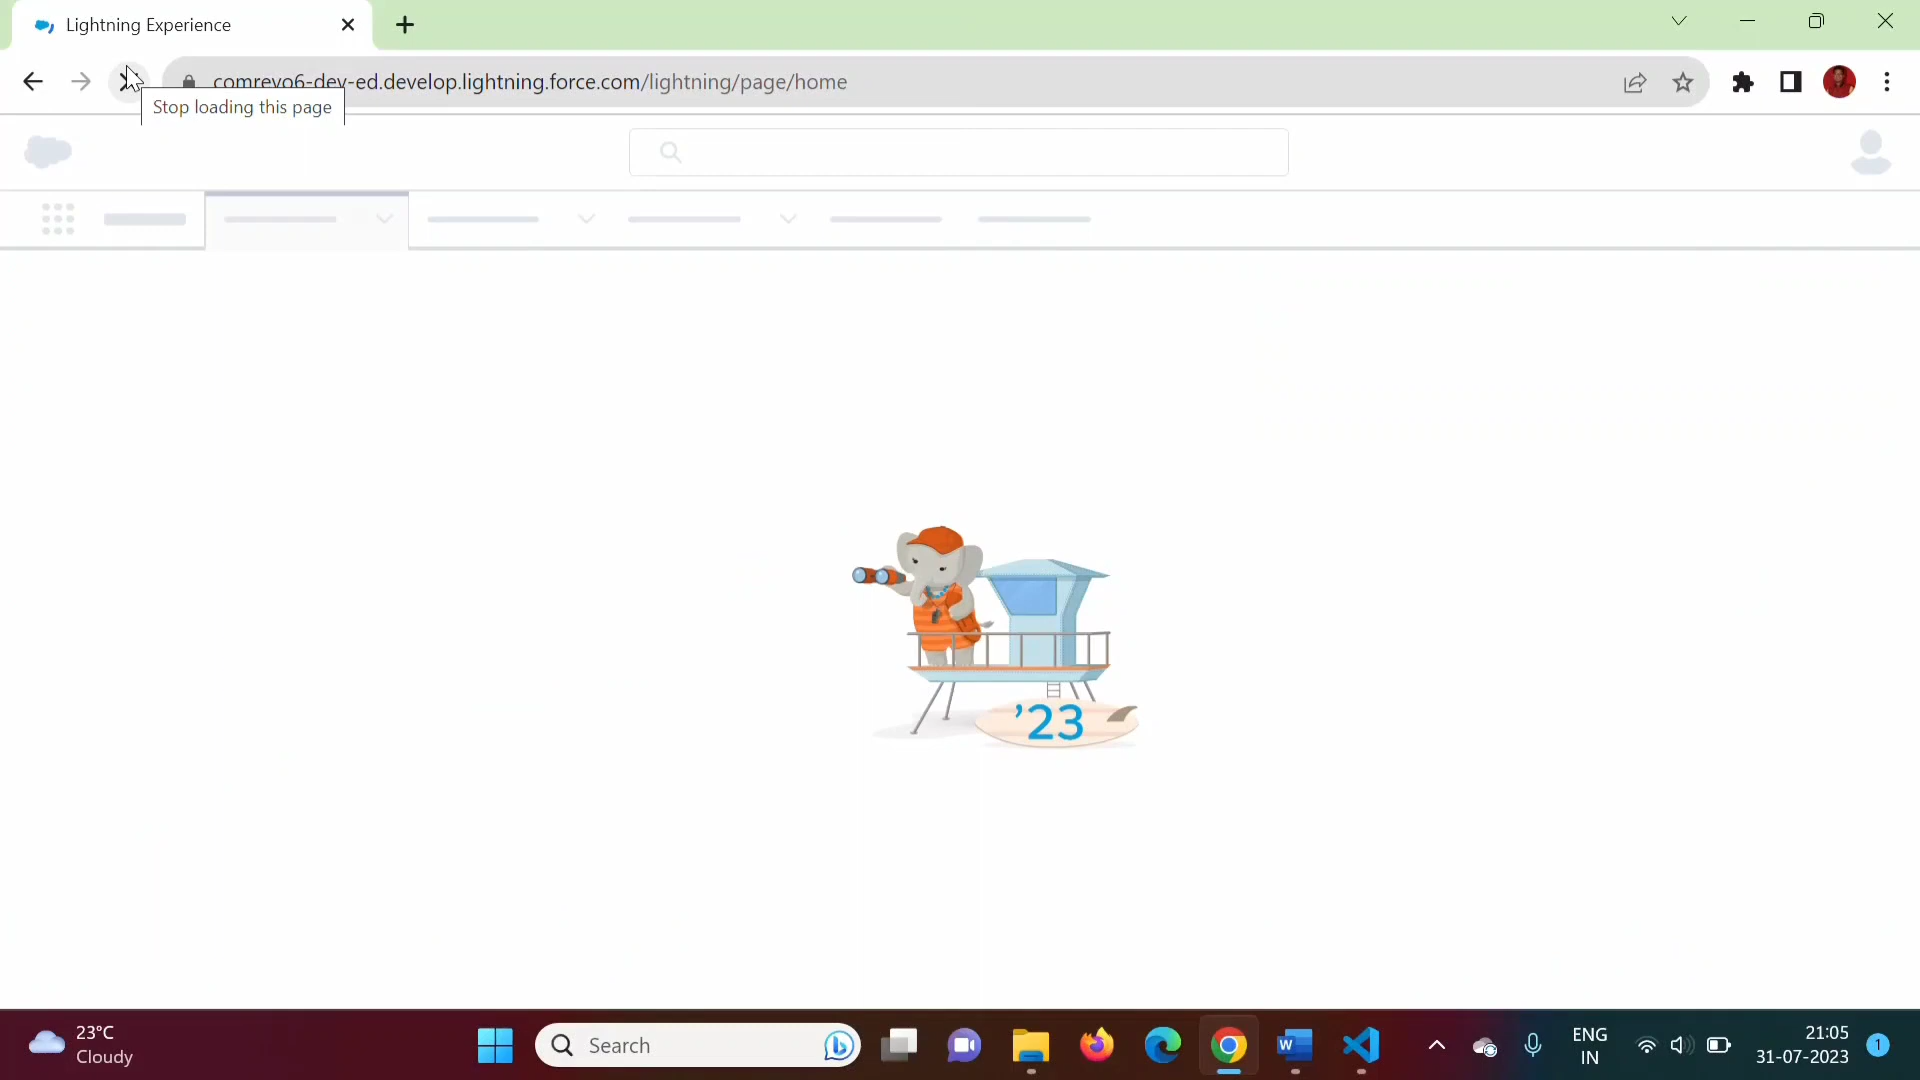 Lightning Experience
comrevo6-dev-ed.develop.lightning.force.com/lightning/page/home
Stop loading this page
'23
23°C
Cloudy
Search
ENG
IN
21:05
31-07-2023
1